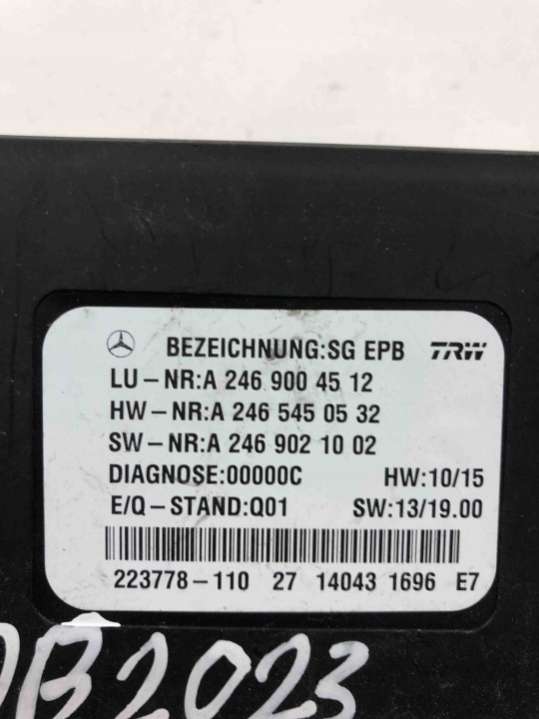 BEZEICHNUNG:SG EPB TRW
LU-NR:A 246 900 45 12
HW-NR:A 246 545 05 32
SW-NR:A 246 902 10 02
DIAGNOSE:00000C HW:10/15
E/Q-STAND:Q01 SW:13/19.00
223778-110 27 14043 1696 E7
B2023